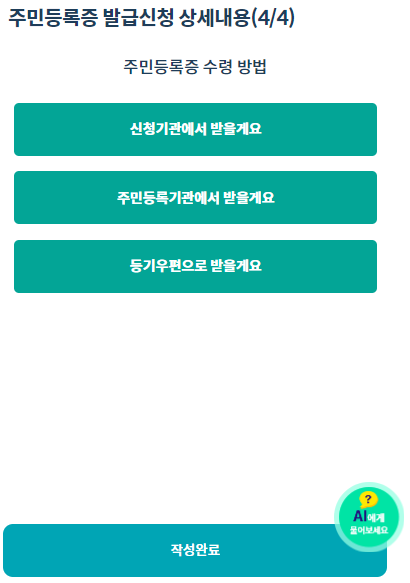 주민등록증 발급신청 상세내용(4/4)
주민등록증 수령 방법
신청기관에서 받을게요
주민등록기관에서 받을게요
등기우편으로 받을게요
?
AI에게
물어보세요
작성완료